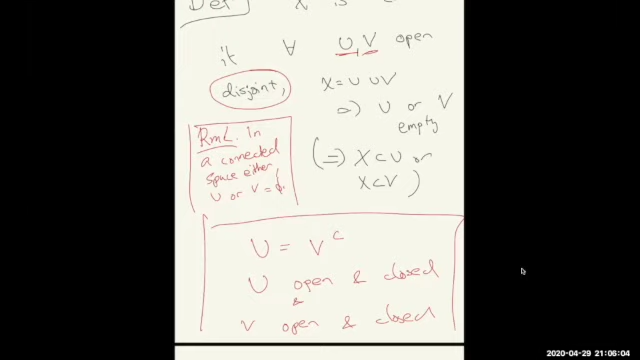 Def X is
if ∀ U, V open
disjoint, X = U ∪ V
⇒) U or V
empty
(⇒ X ⊂ U or
X ⊂ V )
Rmk. In
a connected
space either
U or V = ϕ.
U = V^c
U open & closed
&
V open & closed
2020-04-29 21:06:04